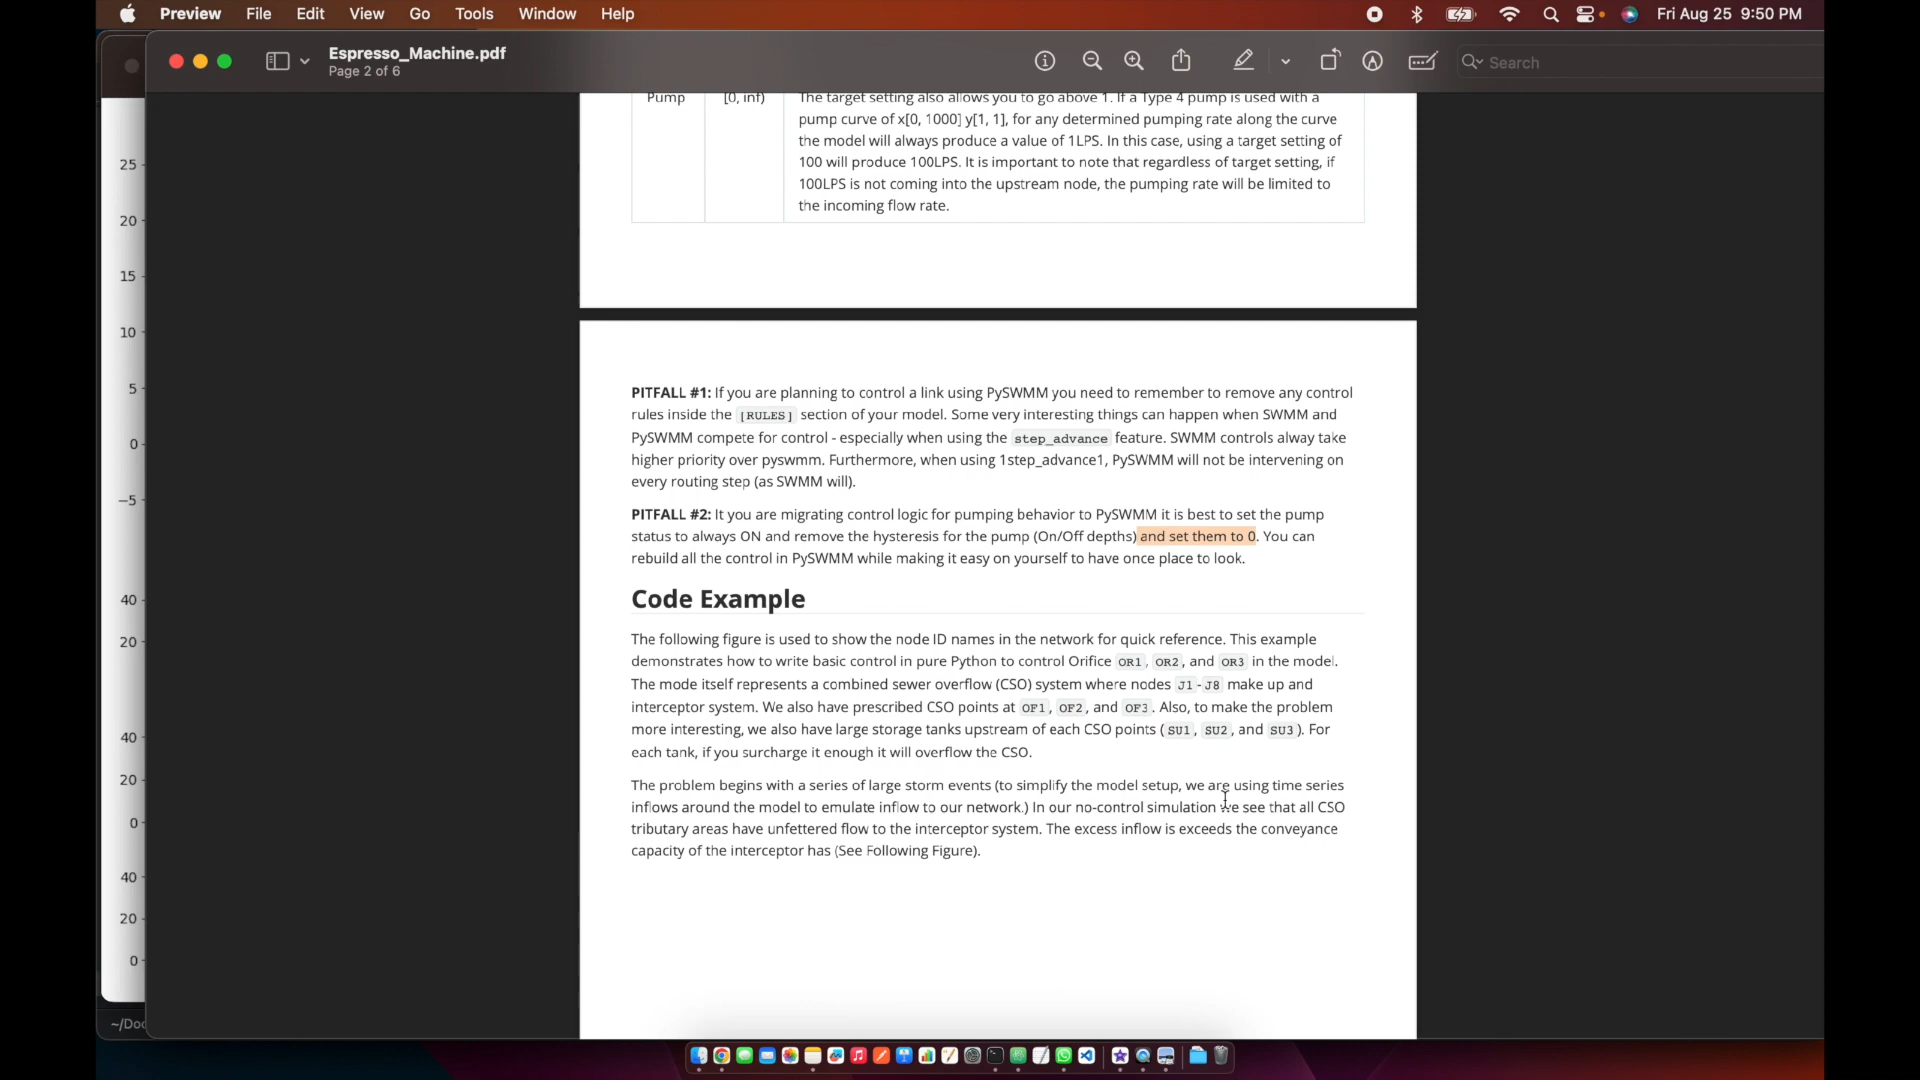 Preview File Edit View Go Tools Window Help Fri Aug 25 9:50 PM
Espresso_Machine.pdf
Page 2 of 6
Search
25
20
15
10
5
0
−5
40
20
40
20
0
40
20
0
~/Doc
Pump [0, inf) The target setting also allows you to go above 1. If a Type 4 pump is used with a
pump curve of x[0, 1000] y[1, 1], for any determined pumping rate along the curve
the model will always produce a value of 1LPS. In this case, using a target setting of
100 will produce 100LPS. It is important to note that regardless of target setting, if
100LPS is not coming into the upstream node, the pumping rate will be limited to
the incoming flow rate.
PITFALL #1: If you are planning to control a link using PySWMM you need to remember to remove any control
rules inside the [RULES] section of your model. Some very interesting things can happen when SWMM and
PySWMM compete for control - especially when using the step_advance feature. SWMM controls alway take
higher priority over pyswmm. Furthermore, when using 1step_advance1, PySWMM will not be intervening on
every routing step (as SWMM will).
PITFALL #2: It you are migrating control logic for pumping behavior to PySWMM it is best to set the pump
status to always ON and remove the hysteresis for the pump (On/Off depths) and set them to 0. You can
rebuild all the control in PySWMM while making it easy on yourself to have once place to look.
Code Example
The following figure is used to show the node ID names in the network for quick reference. This example
demonstrates how to write basic control in pure Python to control Orifice OR1, OR2, and OR3 in the model.
The mode itself represents a combined sewer overflow (CSO) system where nodes J1-J8 make up and
interceptor system. We also have prescribed CSO points at OF1, OF2, and OF3. Also, to make the problem
more interesting, we also have large storage tanks upstream of each CSO points (SU1, SU2, and SU3). For
each tank, if you surcharge it enough it will overflow the CSO.
The problem begins with a series of large storm events (to simplify the model setup, we are using time series
inflows around the model to emulate inflow to our network.) In our no-control simulation we see that all CSO
tributary areas have unfettered flow to the interceptor system. The excess inflow is exceeds the conveyance
capacity of the interceptor has (See Following Figure).